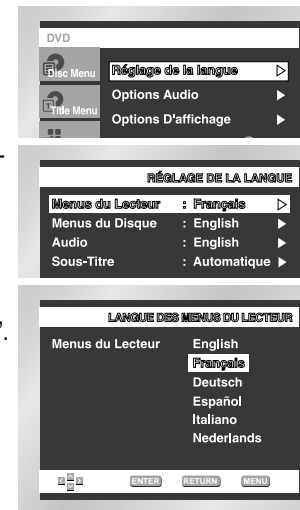 DVD
Disc Menu
Réglage de la langue
Options Audio
Title Menu
Options D'affichage
RÉGLAGE DE LA LANGUE
Menus du Lecteur : Français
Menus du Disque : English
Audio : English
Sous-Titre : Automatique
LANGUE DES MENUS DU LECTEUR
Menus du Lecteur English
Français
Deutsch
Español
Italiano
Nederlands
ENTER RETURN MENU